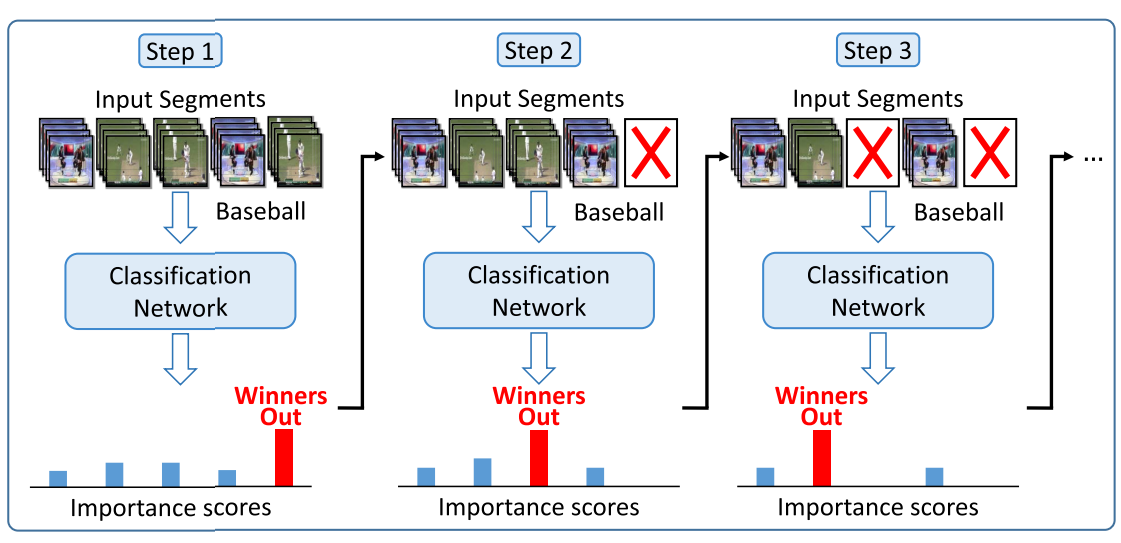 Step 1
Step 2
Step 3
Input Segments
Input Segments
Input Segments
Baseball
Baseball
Baseball
...
Classification
Network
Classification
Network
Classification
Network
Winners
Out
Winners
Out
Winners
Out
Importance scores
Importance scores
Importance scores